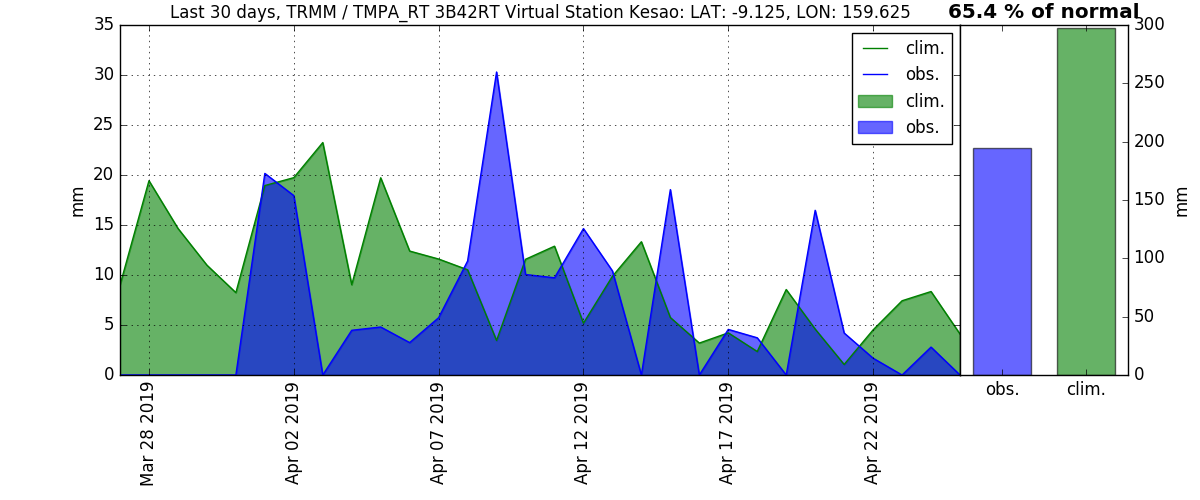 Last 30 days, TRMM / TMPA_RT 3B42RT Virtual Station Kesao: LAT: -9.125, LON: 159.625
65.4 % of normal
35
30
25
20
15
10
5
0
mm
clim.
obs.
clim.
obs.
Mar 28 2019
Apr 02 2019
Apr 07 2019
Apr 12 2019
Apr 17 2019
Apr 22 2019
300
250
200
150
100
50
0
mm
obs.
clim.